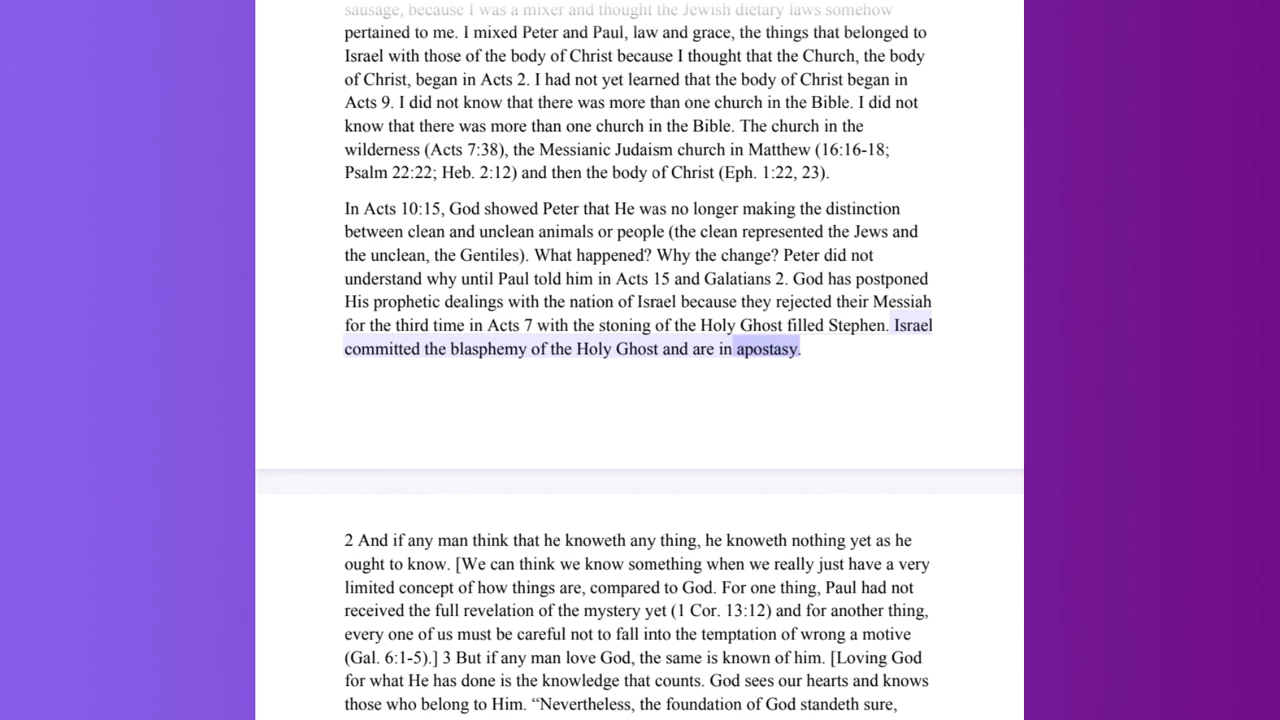 sausage, because I was a mixer and thought the Jewish dietary laws somehow
pertained to me. I mixed Peter and Paul, law and grace, the things that belonged to
Israel with those of the body of Christ because I thought that the Church, the body
of Christ, began in Acts 2. I had not yet learned that the body of Christ began in
Acts 9. I did not know that there was more than one church in the Bible. I did not
know that there was more than one church in the Bible. The church in the
wilderness (Acts 7:38), the Messianic Judaism church in Matthew (16:16-18;
Psalm 22:22; Heb. 2:12) and then the body of Christ (Eph. 1:22, 23).
In Acts 10:15, God showed Peter that He was no longer making the distinction
between clean and unclean animals or people (the clean represented the Jews and
the unclean, the Gentiles). What happened? Why the change? Peter did not
understand why until Paul told him in Acts 15 and Galatians 2. God has postponed
His prophetic dealings with the nation of Israel because they rejected their Messiah
for the third time in Acts 7 with the stoning of the Holy Ghost filled Stephen. Israel
committed the blasphemy of the Holy Ghost and are in apostasy.
2 And if any man think that he knoweth any thing, he knoweth nothing yet as he
ought to know. [We can think we know something when we really just have a very
limited concept of how things are, compared to God. For one thing, Paul had not
received the full revelation of the mystery yet (1 Cor. 13:12) and for another thing,
every one of us must be careful not to fall into the temptation of wrong a motive
(Gal. 6:1-5).] 3 But if any man love God, the same is known of him. [Loving God
for what He has done is the knowledge that counts. God sees our hearts and knows
those who belong to Him. “Nevertheless, the foundation of God standeth sure,